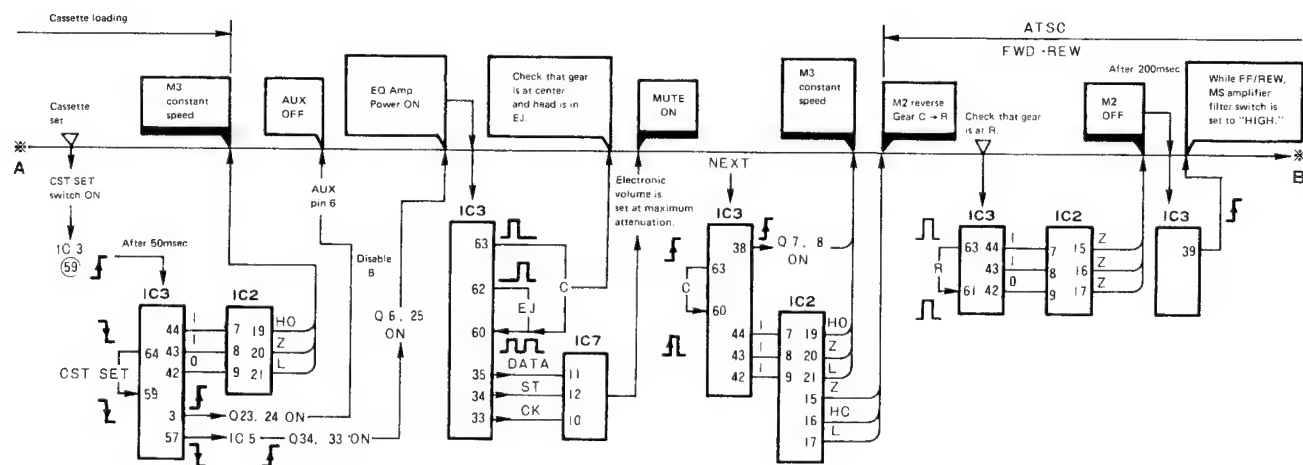 Cassette loading
ATSC
FWD-REW
M3
constant
speed
AUX
OFF
EQ Amp
Power ON
Check that gear
is at center
and head is in
EJ.
MUTE
ON
M3
constant
speed
M2 reverse
Gear C → R
After 200msec
Check that gear
is at R.
M2
OFF
While FF/REW,
MS amplifier
filter switch is
set to "HIGH."
Cassette
set
※
A
※
B
CST SET
switch ON
IC 3
59
After 50msec
IC3
64
CST SET
59
44
43
42
3
57
I
I
0
IC2
7
8
9
19
20
21
HO
Z
L
Q23, 24 ON
IC 5
Q34, 33 ON
AUX
pin 6
Disable
B
Q6, 25
ON
IC3
63
62
60
35
34
33
C
EJ
DATA
ST
CK
IC7
11
12
10
Electronic
volume is
set at maximum
attenuation.
NEXT
IC3
38
63
60
C
44
43
42
I
I
I
Q7, 8
ON
IC2
7
8
9
19
20
21
15
16
17
HO
Z
L
Z
HC
L
IC3
63
61
R
44
43
42
I
I
0
IC2
7
8
9
15
16
17
Z
Z
Z
IC3
39